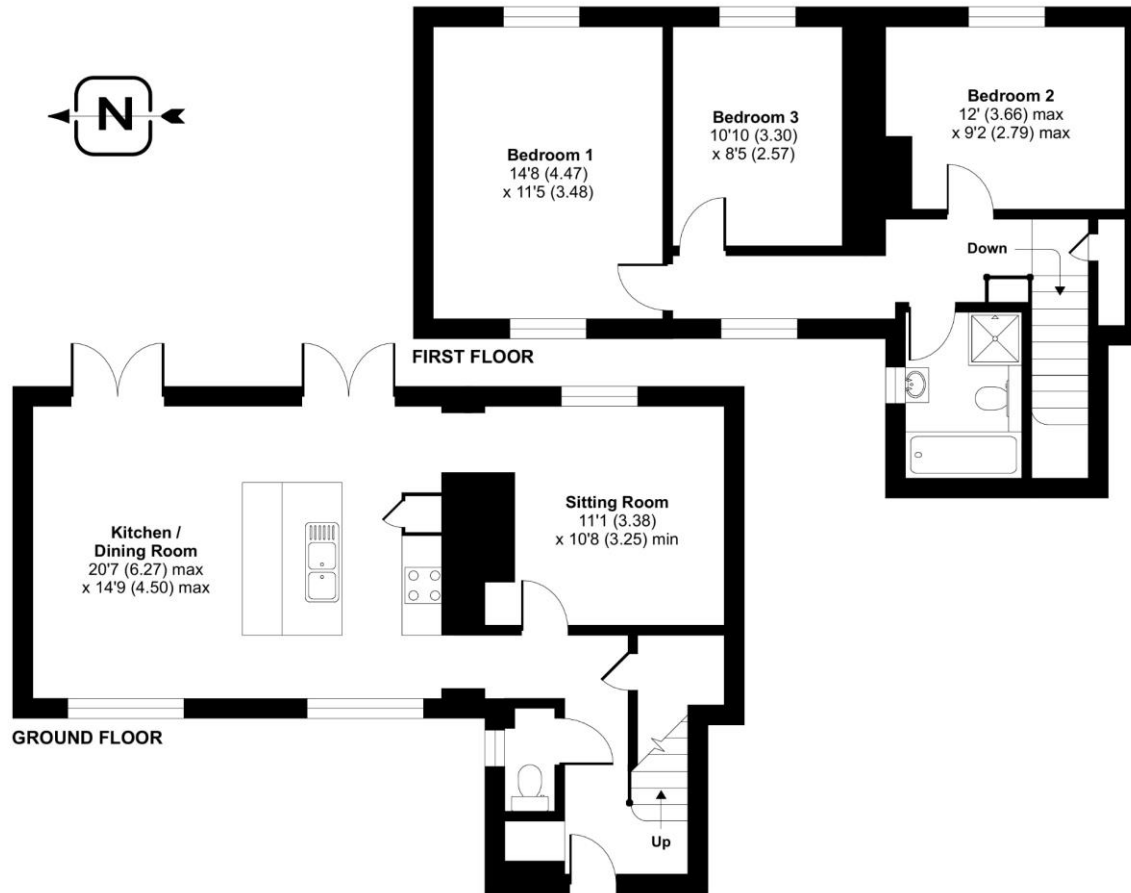 N
Bedroom 1
14'8 (4.47)
x 11'5 (3.48)
Bedroom 3
10'10 (3.30)
x 8'5 (2.57)
Bedroom 2
12' (3.66) max
x 9'2 (2.79) max
Down
FIRST FLOOR
Kitchen /
Dining Room
20'7 (6.27) max
x 14'9 (4.50) max
Sitting Room
11'1 (3.38)
x 10'8 (3.25) min
GROUND FLOOR
Up